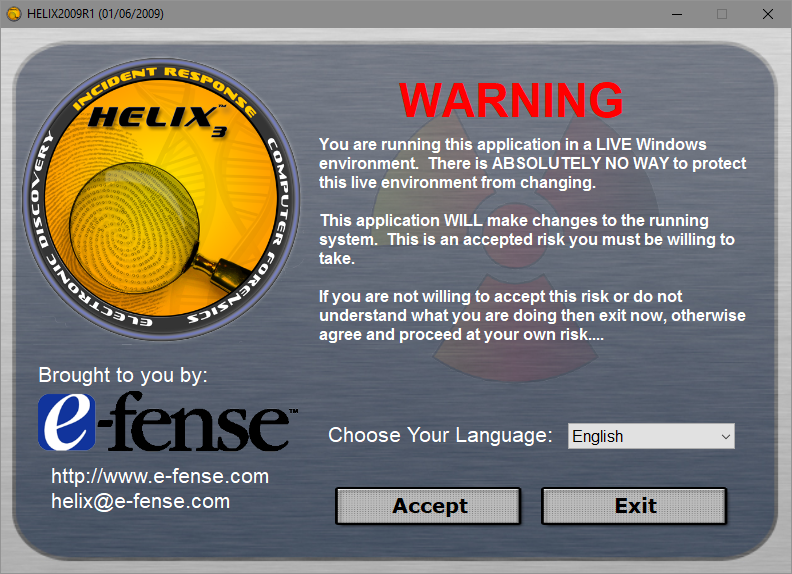 HELIX2009R1 (01/06/2009)
INCIDENT RESPONSE
COMPUTER FORENSICS
ELECTRONIC DISCOVERY
HELIX™
3
WARNING
You are running this application in a LIVE Windows
environment.  There is ABSOLUTELY NO WAY to protect
this live environment from changing.
This application WILL make changes to the running
system.  This is an accepted risk you must be willing to
take.
If you are not willing to accept this risk or do not
understand what you are doing then exit now, otherwise
agree and proceed at your own risk....
Brought to you by:
e-fense™
http://www.e-fense.com
helix@e-fense.com
Choose Your Language:
English
Accept
Exit